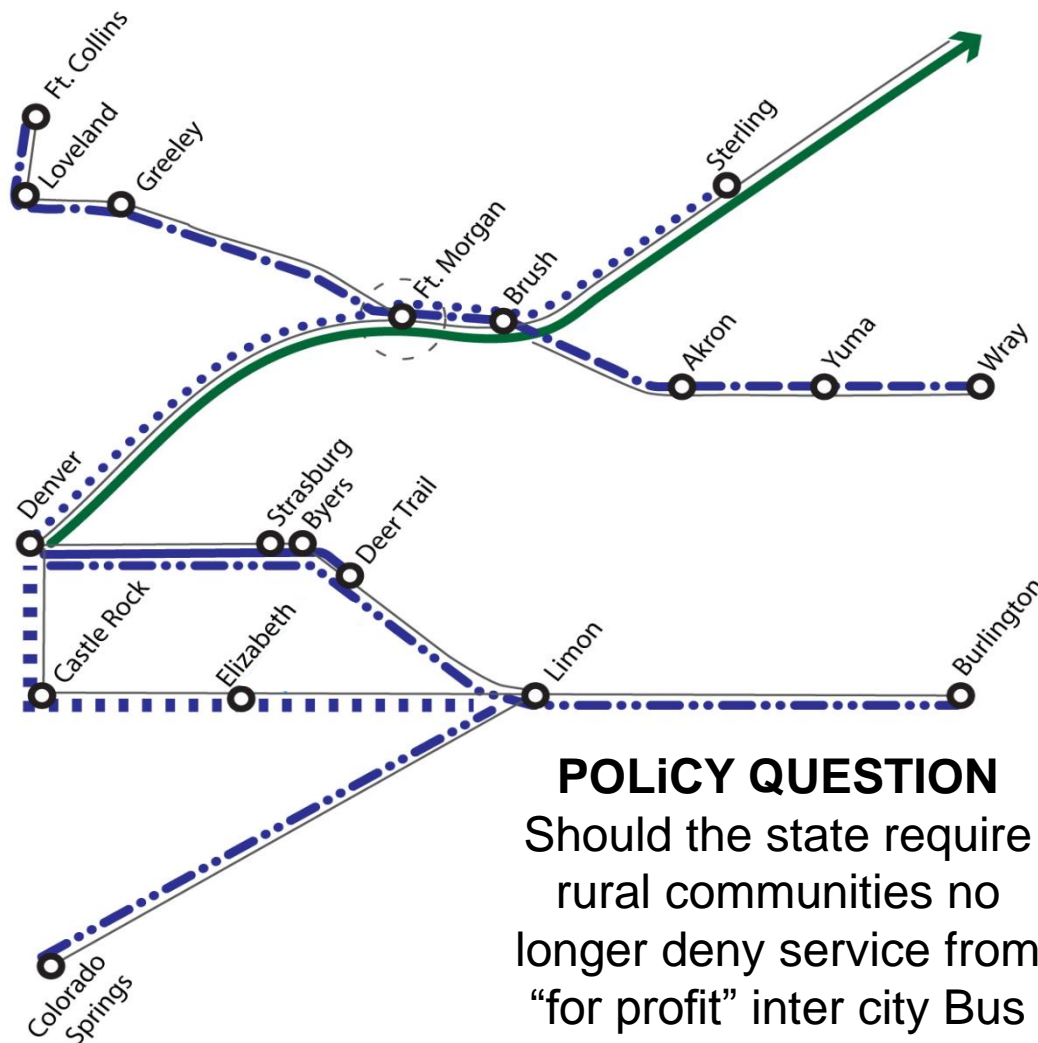 Ft. Collins
Loveland
Greeley
Sterling
Ft. Morgan
Brush
Akron
Yuma
Wray
Denver
Strasburg
Byers
Deer Trail
Castle Rock
Elizabeth
Limon
Burlington
Colorado
Springs
POLiCY QUESTION
Should the state require
rural communities no
longer deny service from
“for profit” inter city Bus